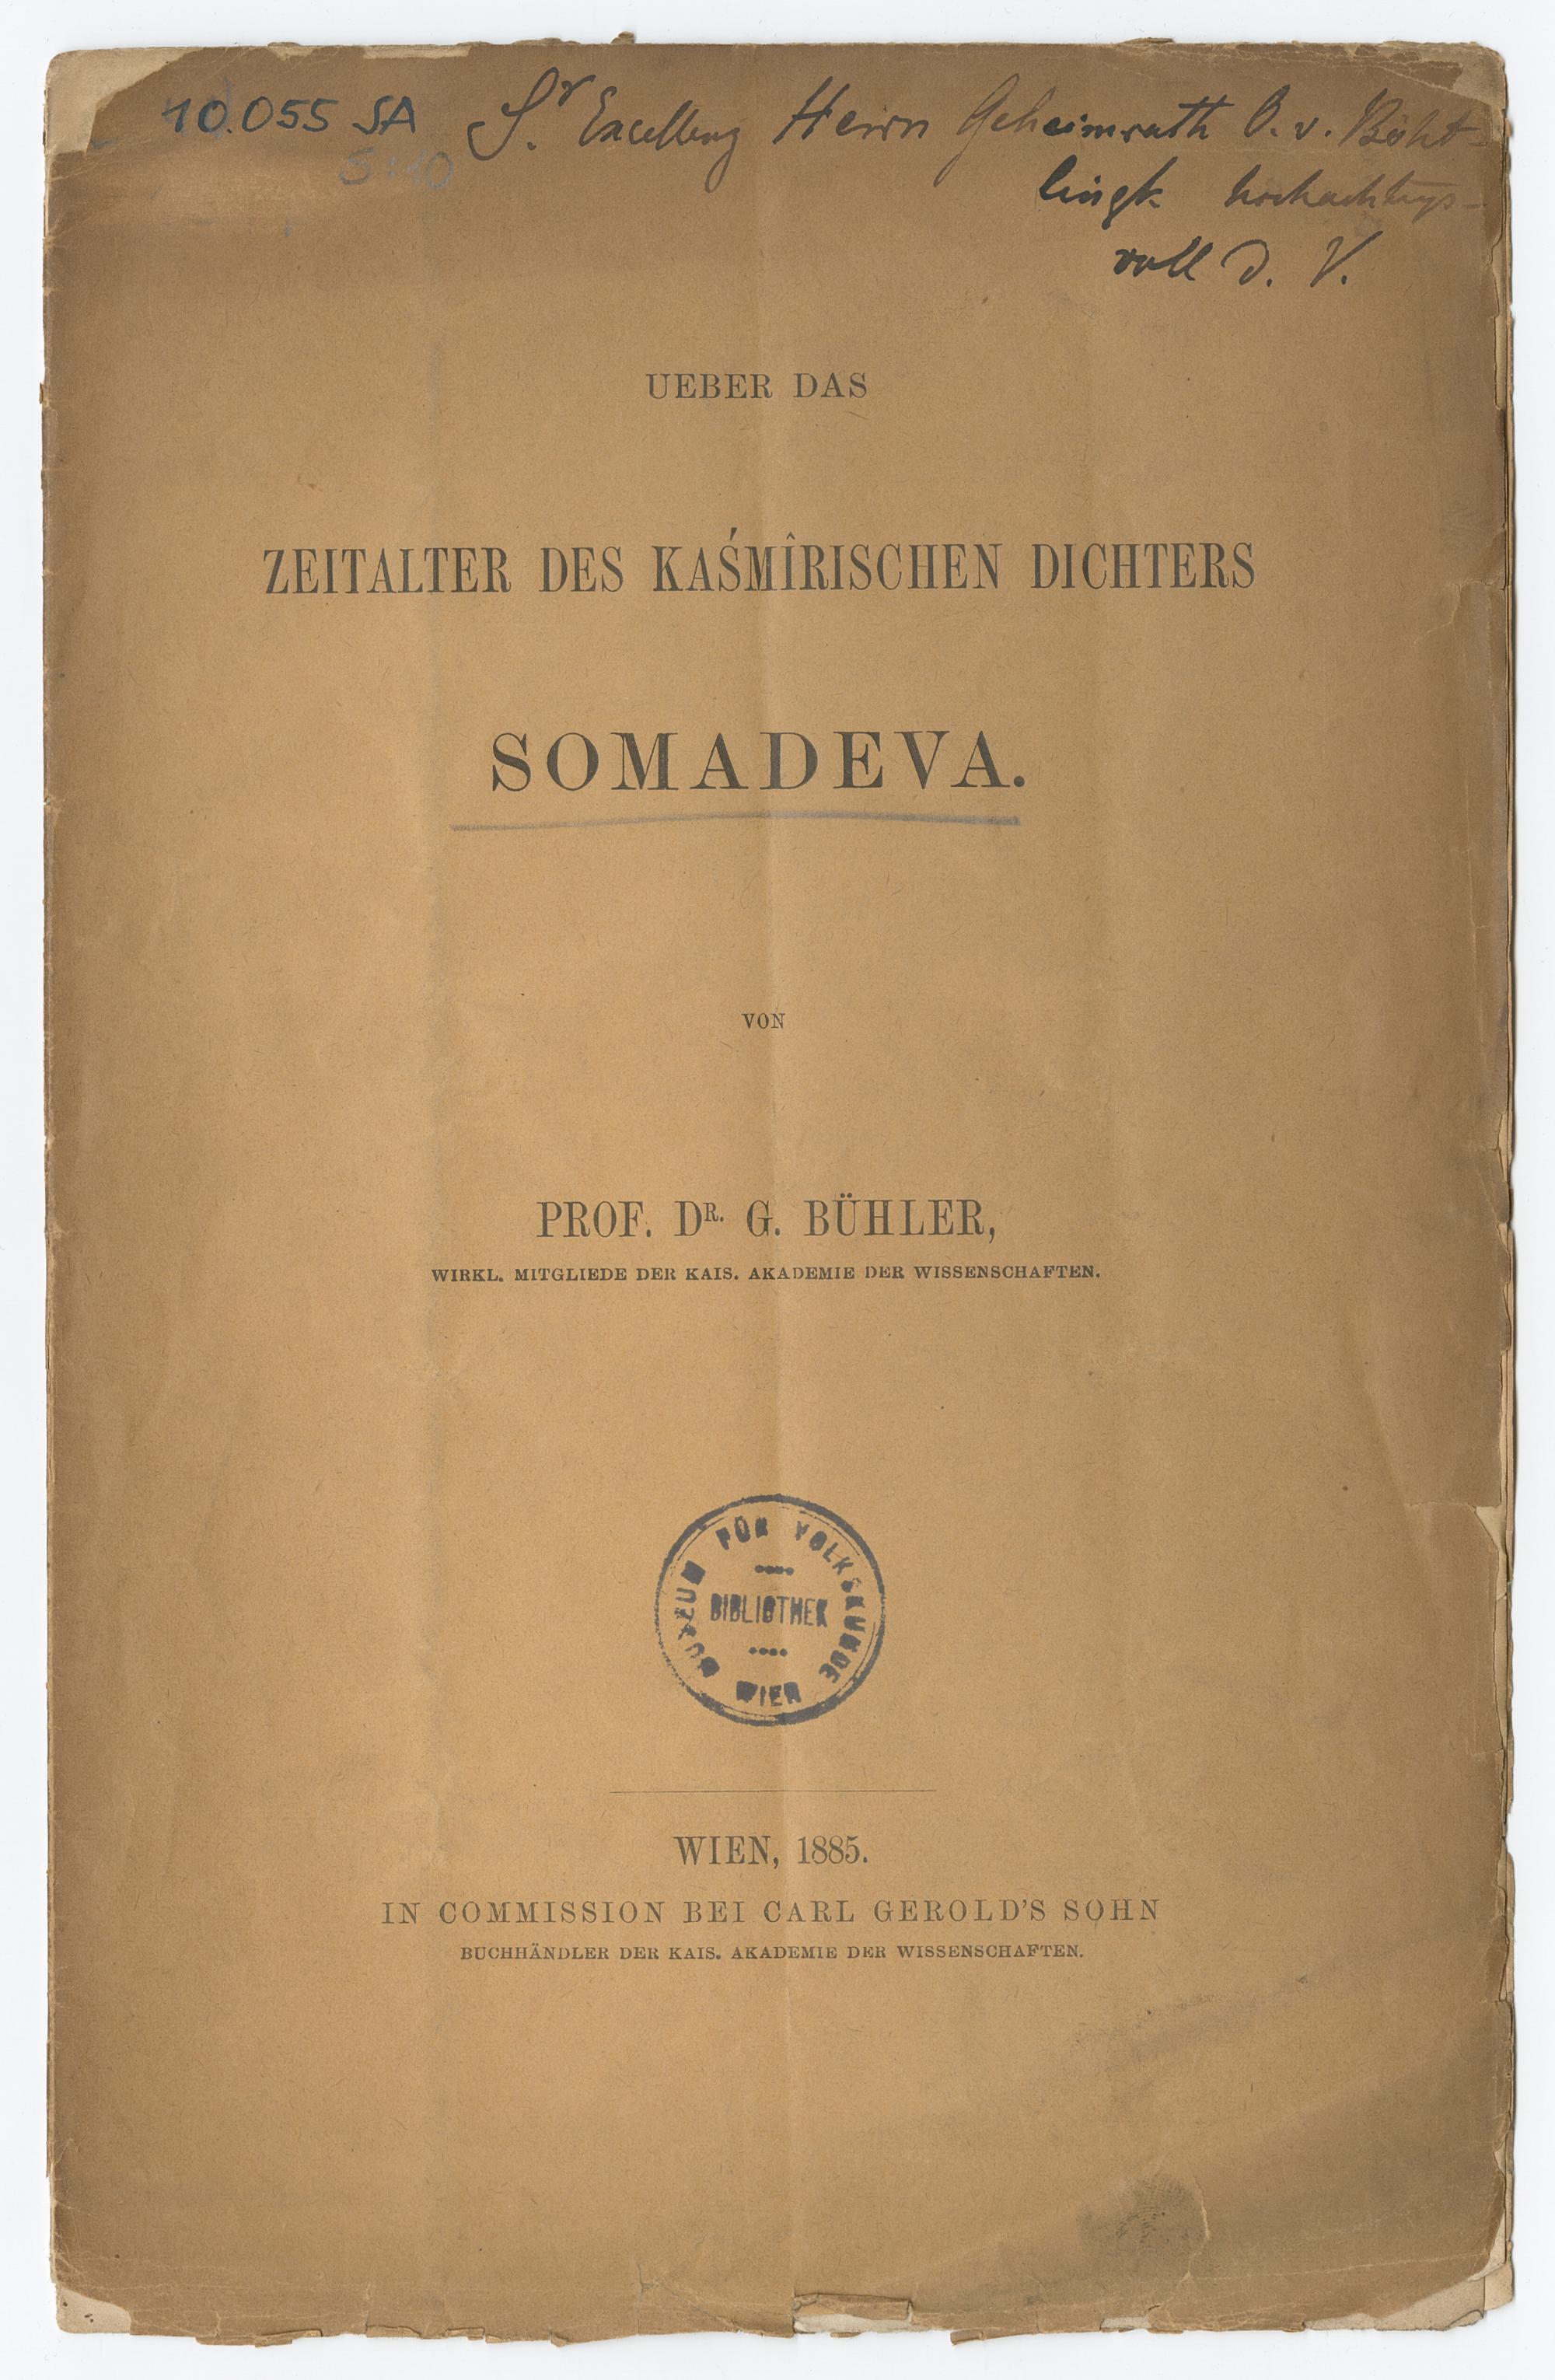 10.055 SA
Sr. Excellenz Herrn Geheimrath O. v. Böht-
lingk hochachtungs-
voll D. V.
UEBER DAS
ZEITALTER DES KAŚMÎRISCHEN DICHTERS
SOMADEVA.
VON
PROF. DR. G. BÜHLER,
WIRKL. MITGLIEDE DER KAIS. AKADEMIE DER WISSENSCHAFTEN.
MUSEUM FÜR VOLKSKUNDE
BIBLIOTHEK
WIEN
WIEN, 1885.
IN COMMISSION BEI CARL GEROLD'S SOHN
BUCHHÄNDLER DER KAIS. AKADEMIE DER WISSENSCHAFTEN.